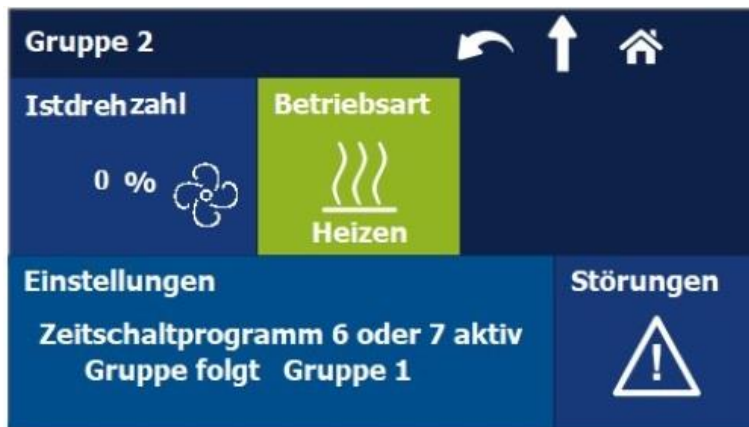 Gruppe 2
Istdrehzahl
Betriebsart
0 %
Heizen
Einstellungen
Störungen
Zeitschaltprogramm 6 oder 7 aktiv
Gruppe folgt Gruppe 1
!